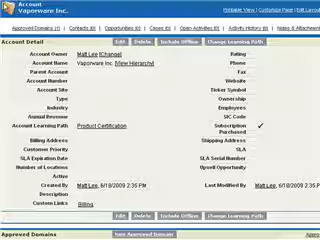 Account
Vaporware Inc.
Printable View | Customize Page | Edit Layout
Approved Domains [0] | Contacts [0] | Opportunities [0] | Cases [0] | Open Activities [0] | Activity History [0] | Notes & Attachment
Account Detail Edit Delete Include Offline Change Learning Path
Account Owner Matt Lee [Change] Rating
Account Name Vaporware Inc. [View Hierarchy] Phone
Parent Account Fax
Account Number Website
Account Site Ticker Symbol
Type Ownership
Industry Employees
Annual Revenue SIC Code
Account Learning Path Product Certification Subscription Purchased ✓
Billing Address Shipping Address
Customer Priority SLA
SLA Expiration Date SLA Serial Number
Number of Locations Upsell Opportunity
Active
Created By Matt Lee, 6/18/2009 2:35 PM Last Modified By Matt Lee, 6/18/2009 2:35 P
Description
Custom Links Billing
Edit Delete Include Offline Change Learning Path
Approved Domains New Approved Domain